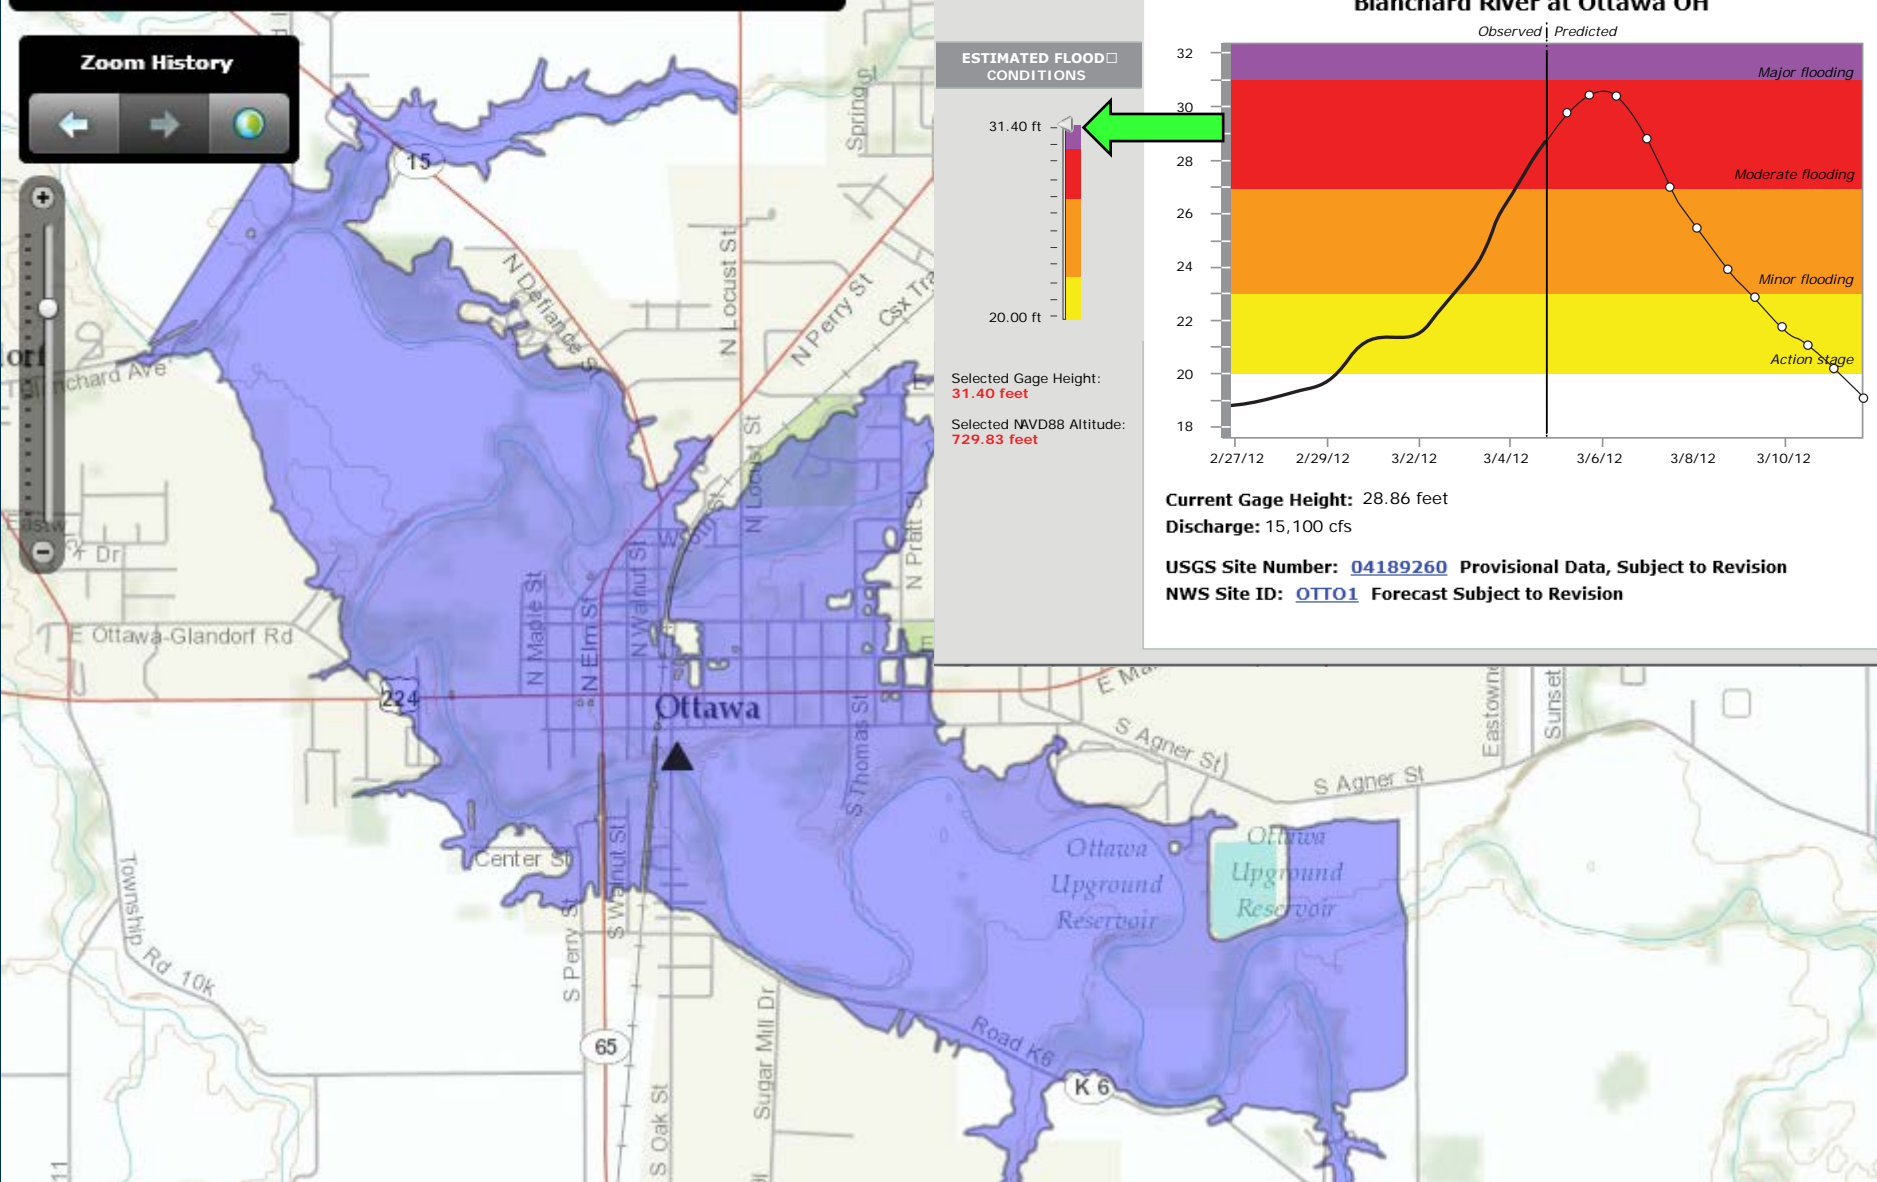 Zoom History
15
N Defiance St
N Locust St
N Perry St
Csx Tra
Spring St
N Locust St
N Pratt St
W South St
N Walnut St
N Maple St
N Elm St
E Ottawa-Glandorf Rd
224
Ottawa
S Thomas St
E Ma
S Agner St
S Agner St
Eastowne
Sunset
Ottawa
Upground
Reservoir
Ottawa
Upground
Reservoir
Center St
S Walnut St
S Perry St
Township Rd 10K
65
S Oak St
Sugar Mill Dr
Road K6
K 6
11
ESTIMATED FLOOD
CONDITIONS
31.40 ft
20.00 ft
Selected Gage Height:
31.40 feet
Selected NAVD88 Altitude:
729.83 feet
Blanchard River at Ottawa OH
Observed Predicted
32
30
28
26
24
22
20
18
Major flooding
Moderate flooding
Minor flooding
Action stage
2/27/12 2/29/12 3/2/12 3/4/12 3/6/12 3/8/12 3/10/12
Current Gage Height: 28.86 feet
Discharge: 15,100 cfs
USGS Site Number: 04189260 Provisional Data, Subject to Revision
NWS Site ID: OTTO1 Forecast Subject to Revision